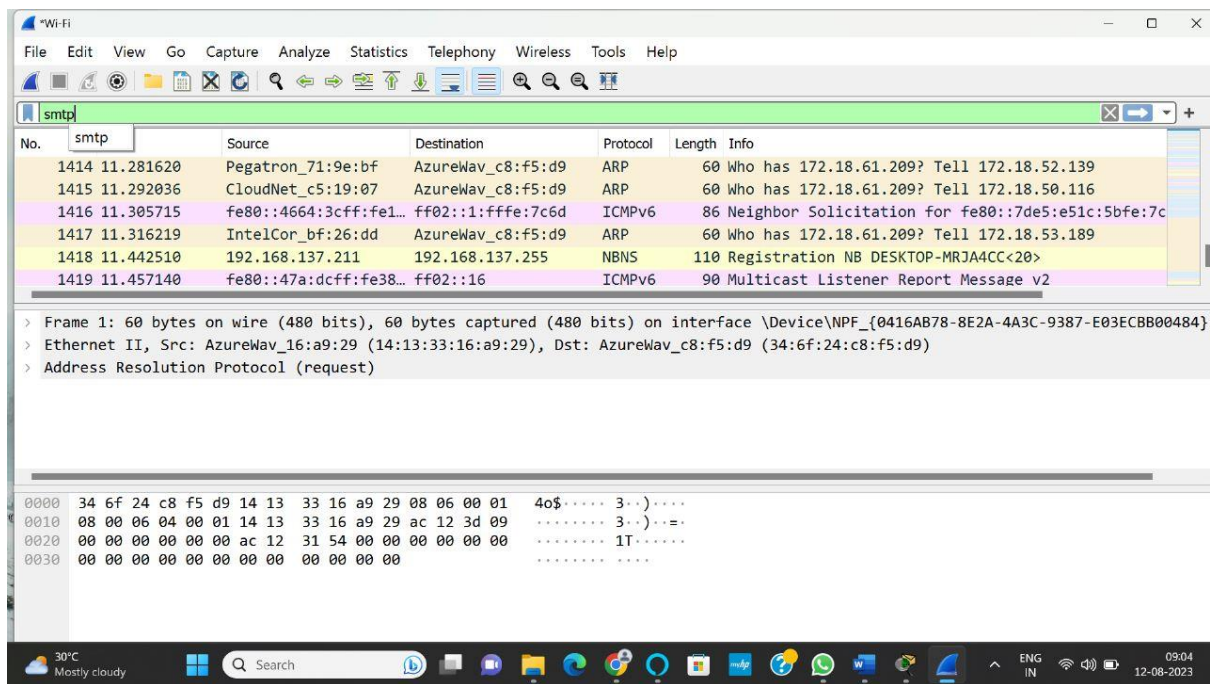 *Wi-Fi
File Edit View Go Capture Analyze Statistics Telephony Wireless Tools Help
smtp
smtp
No. Source Destination Protocol Length Info
1414 11.281620 Pegatron_71:9e:bf AzureWav_c8:f5:d9 ARP 60 Who has 172.18.61.209? Tell 172.18.52.139
1415 11.292036 CloudNet_c5:19:07 AzureWav_c8:f5:d9 ARP 60 Who has 172.18.61.209? Tell 172.18.50.116
1416 11.305715 fe80::4664:3cff:fe1… ff02::1:fffe:7c6d ICMPv6 86 Neighbor Solicitation for fe80::7de5:e51c:5bfe:7c
1417 11.316219 IntelCor_bf:26:dd AzureWav_c8:f5:d9 ARP 60 Who has 172.18.61.209? Tell 172.18.53.189
1418 11.442510 192.168.137.211 192.168.137.255 NBNS 110 Registration NB DESKTOP-MRJA4CC<20>
1419 11.457140 fe80::47a:dcff:fe38… ff02::16 ICMPv6 90 Multicast Listener Report Message v2
> Frame 1: 60 bytes on wire (480 bits), 60 bytes captured (480 bits) on interface \Device\NPF_{0416AB78-8E2A-4A3C-9387-E03ECBB00484}
> Ethernet II, Src: AzureWav_16:a9:29 (14:13:33:16:a9:29), Dst: AzureWav_c8:f5:d9 (34:6f:24:c8:f5:d9)
> Address Resolution Protocol (request)
0000 34 6f 24 c8 f5 d9 14 13 33 16 a9 29 08 06 00 01 4o$····· 3··)····
0010 08 00 06 04 00 01 14 13 33 16 a9 29 ac 12 3d 09 ········ 3··)··=·
0020 00 00 00 00 00 00 ac 12 31 54 00 00 00 00 00 00 ········ 1T······
0030 00 00 00 00 00 00 00 00 00 00 00 00 ········ ····
30°C
Mostly cloudy
Search
myhp
ENG
IN
09:04
12-08-2023